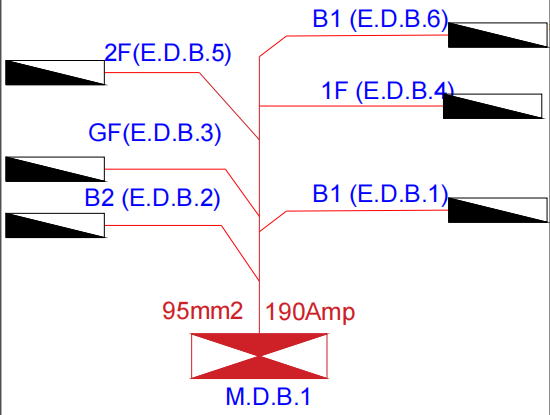 B1 (E.D.B.6)
2F(E.D.B.5)
1F (E.D.B.4)
GF(E.D.B.3)
B2 (E.D.B.2)
B1 (E.D.B.1)
95mm2 190Amp
M.D.B.1